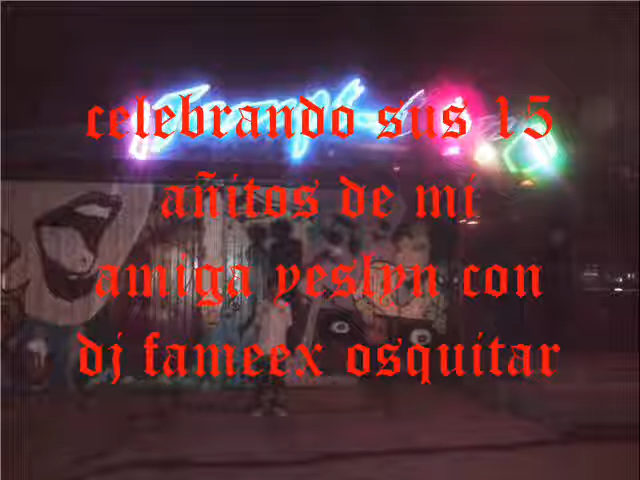 celebrando sus 15
añitos de mi
amiga yeslyn con
dj fameex osquitar